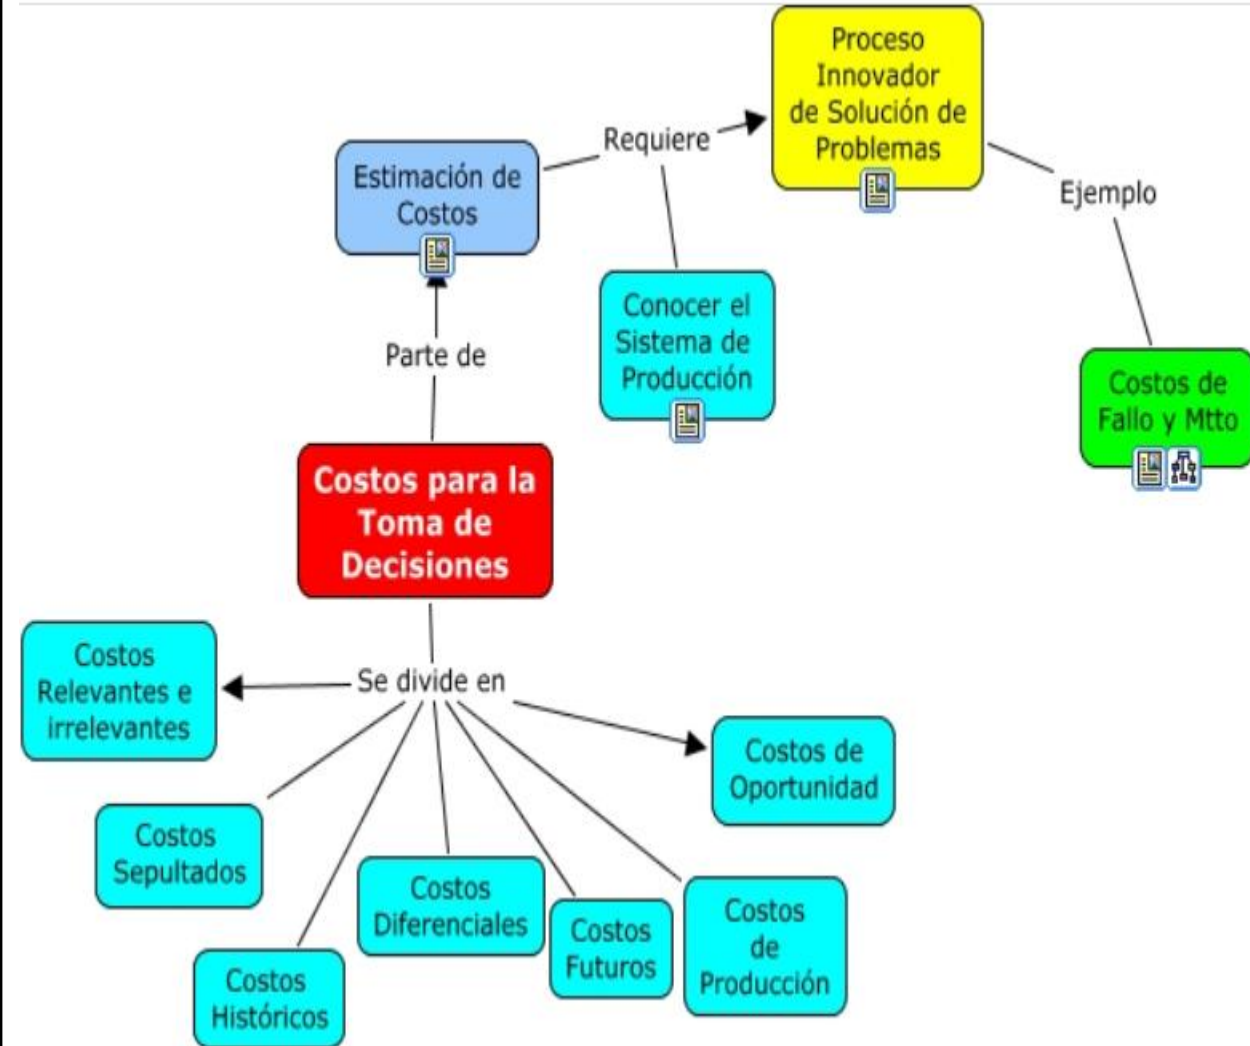 Proceso
Innovador
de Solución de
Problemas
Requiere
Estimación de
Costos
Ejemplo
Conocer el
Sistema de
Producción
Parte de
Costos de
Fallo y Mtto
Costos para la
Toma de
Decisiones
Se divide en
Costos
Relevantes e
irrelevantes
Costos de
Oportunidad
Costos
Sepultados
Costos
Diferenciales
Costos
Futuros
Costos
de
Producción
Costos
Históricos